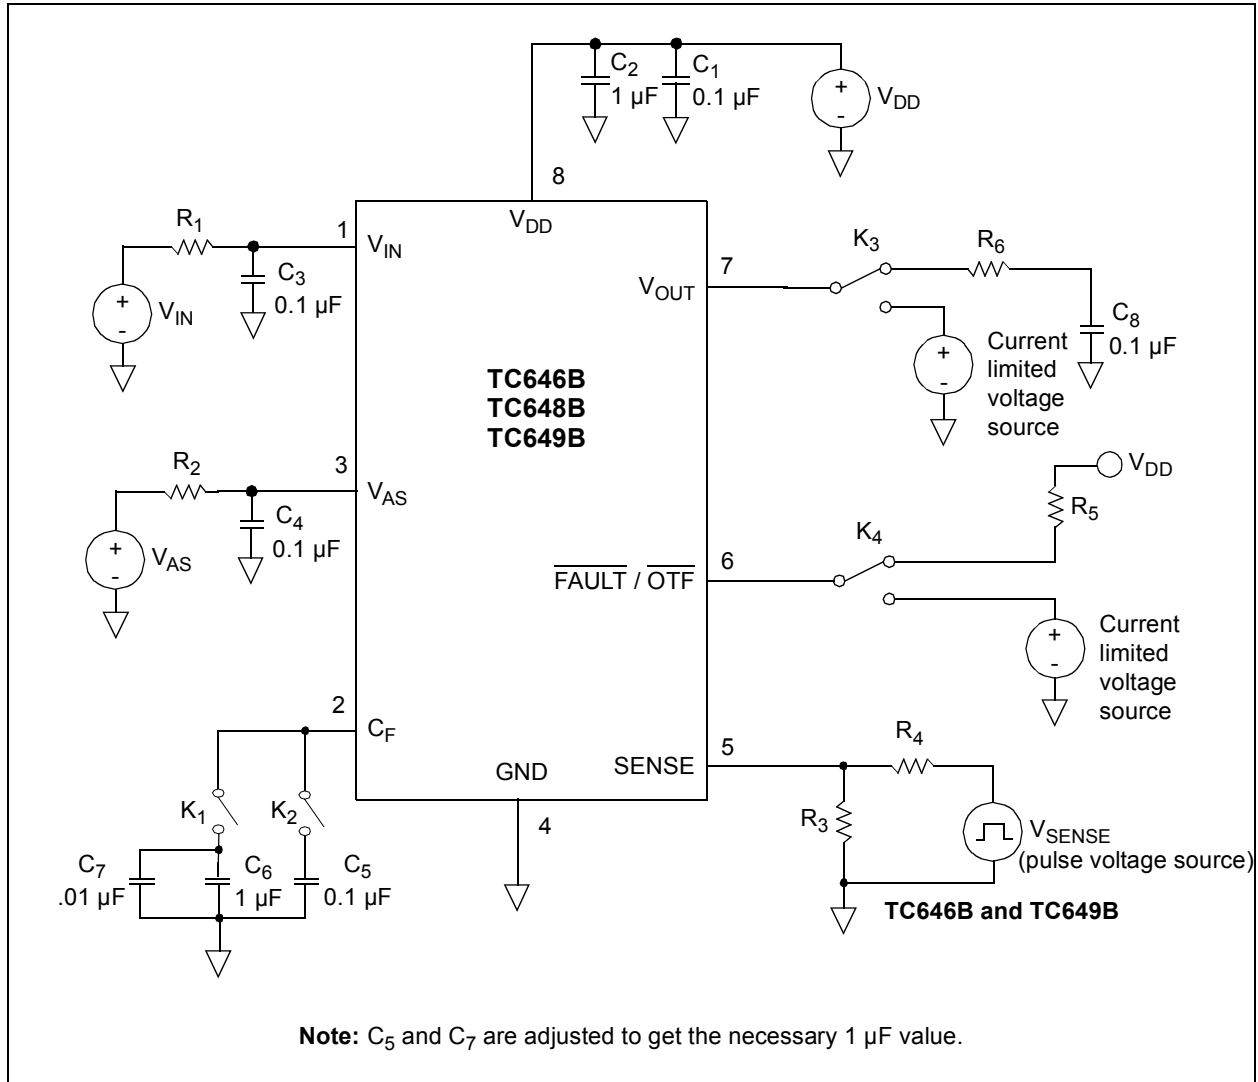 C2
1 µF
C1
0.1 µF
+
-
VDD
8
VDD
R1
1
VIN
C3
0.1 µF
+
-
VIN
7
VOUT
K3
R6
C8
0.1 µF
+
-
Current
limited
voltage
source
TC646B
TC648B
TC649B
R2
3
VAS
C4
0.1 µF
+
-
VAS
VDD
R5
K4
6
FAULT / OTF
+
-
Current
limited
voltage
source
2
CF
K1
K2
C7
.01 µF
C6
1 µF
C5
0.1 µF
GND
4
SENSE
5
R4
R3
VSENSE
(pulse voltage source)
TC646B and TC649B
Note: C5 and C7 are adjusted to get the necessary 1 µF value.